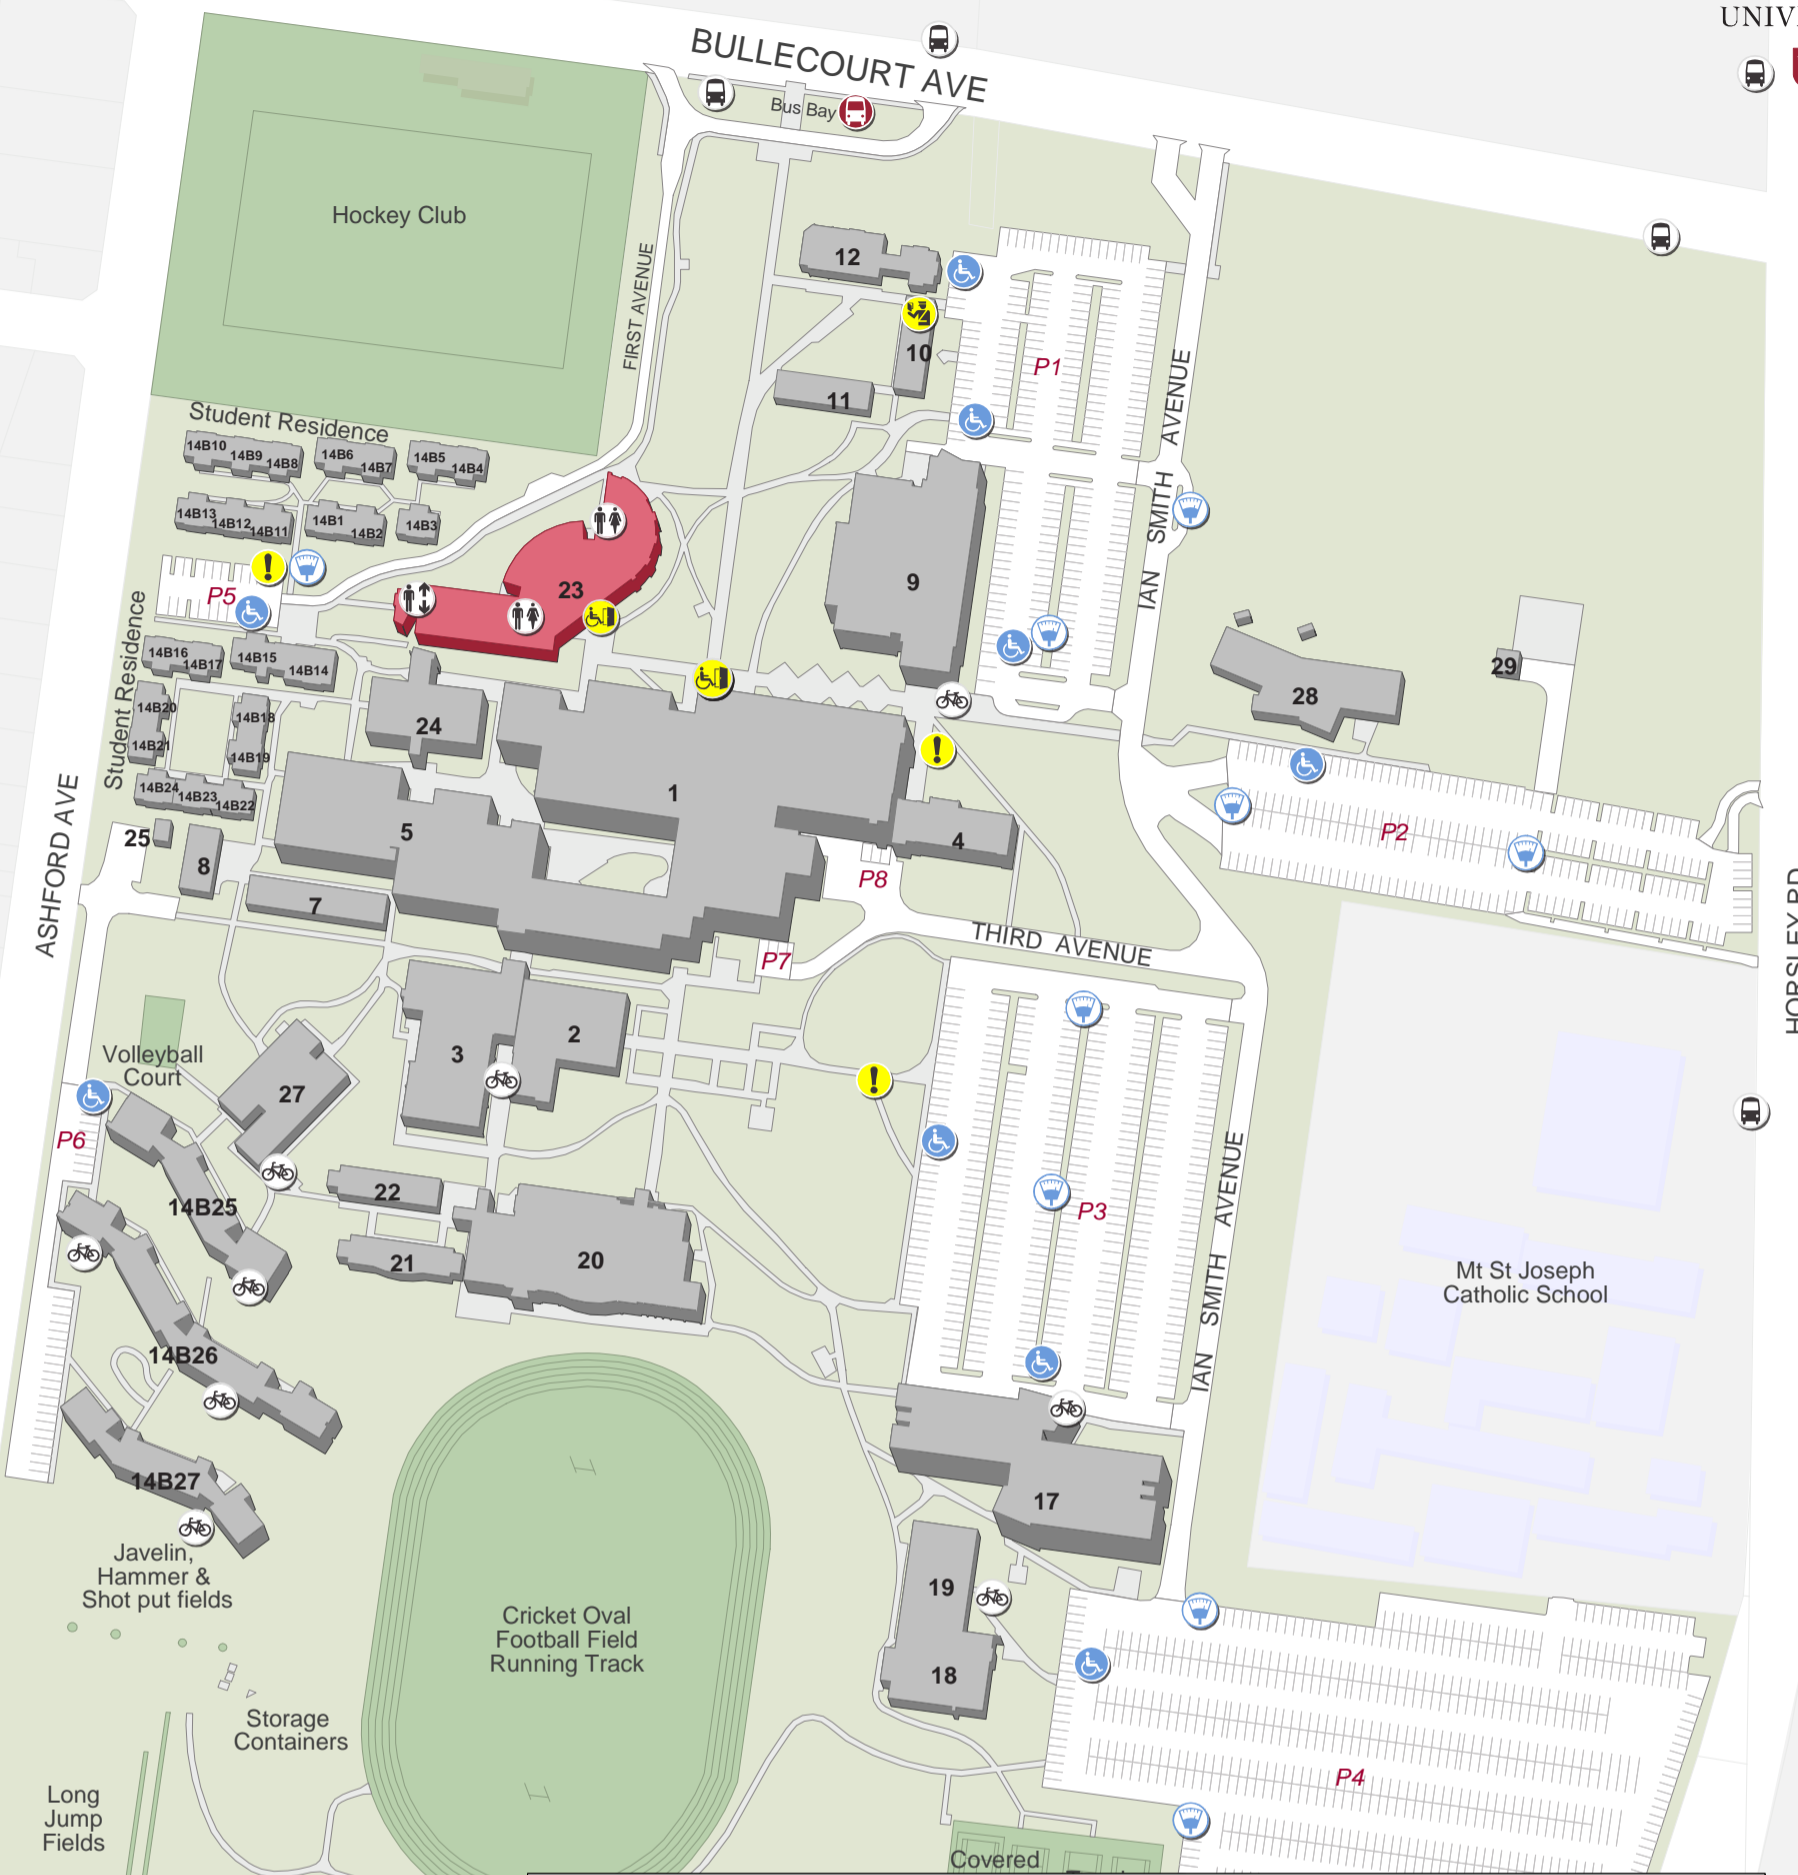 UNIV
BULLECOURT AVE
Bus Bay
Hockey Club
FIRST AVENUE
12
10
P1
11
IAN SMITH AVENUE
Student Residence
14B10
14B9
14B8
14B6
14B7
14B5
14B4
14B13
14B12
14B11
14B1
14B2
14B3
23
9
P5
Student Residence
14B16
14B17
14B15
14B14
29
28
14B20
14B18
14B21
14B19
24
14B24
14B23
14B22
1
25
5
4
P2
8
P8
ASHFORD AVE
7
THIRD AVENUE
P7
HORSLEY RD
2
3
Volleyball
Court
27
P6
22
14B25
P3
IAN SMITH AVENUE
21
20
Mt St Joseph
Catholic School
14B26
14B27
17
Javelin,
Hammer &
Shot put fields
19
Cricket Oval
Football Field
Running Track
18
Storage
Containers
P4
Long
Jump
Fields
Covered